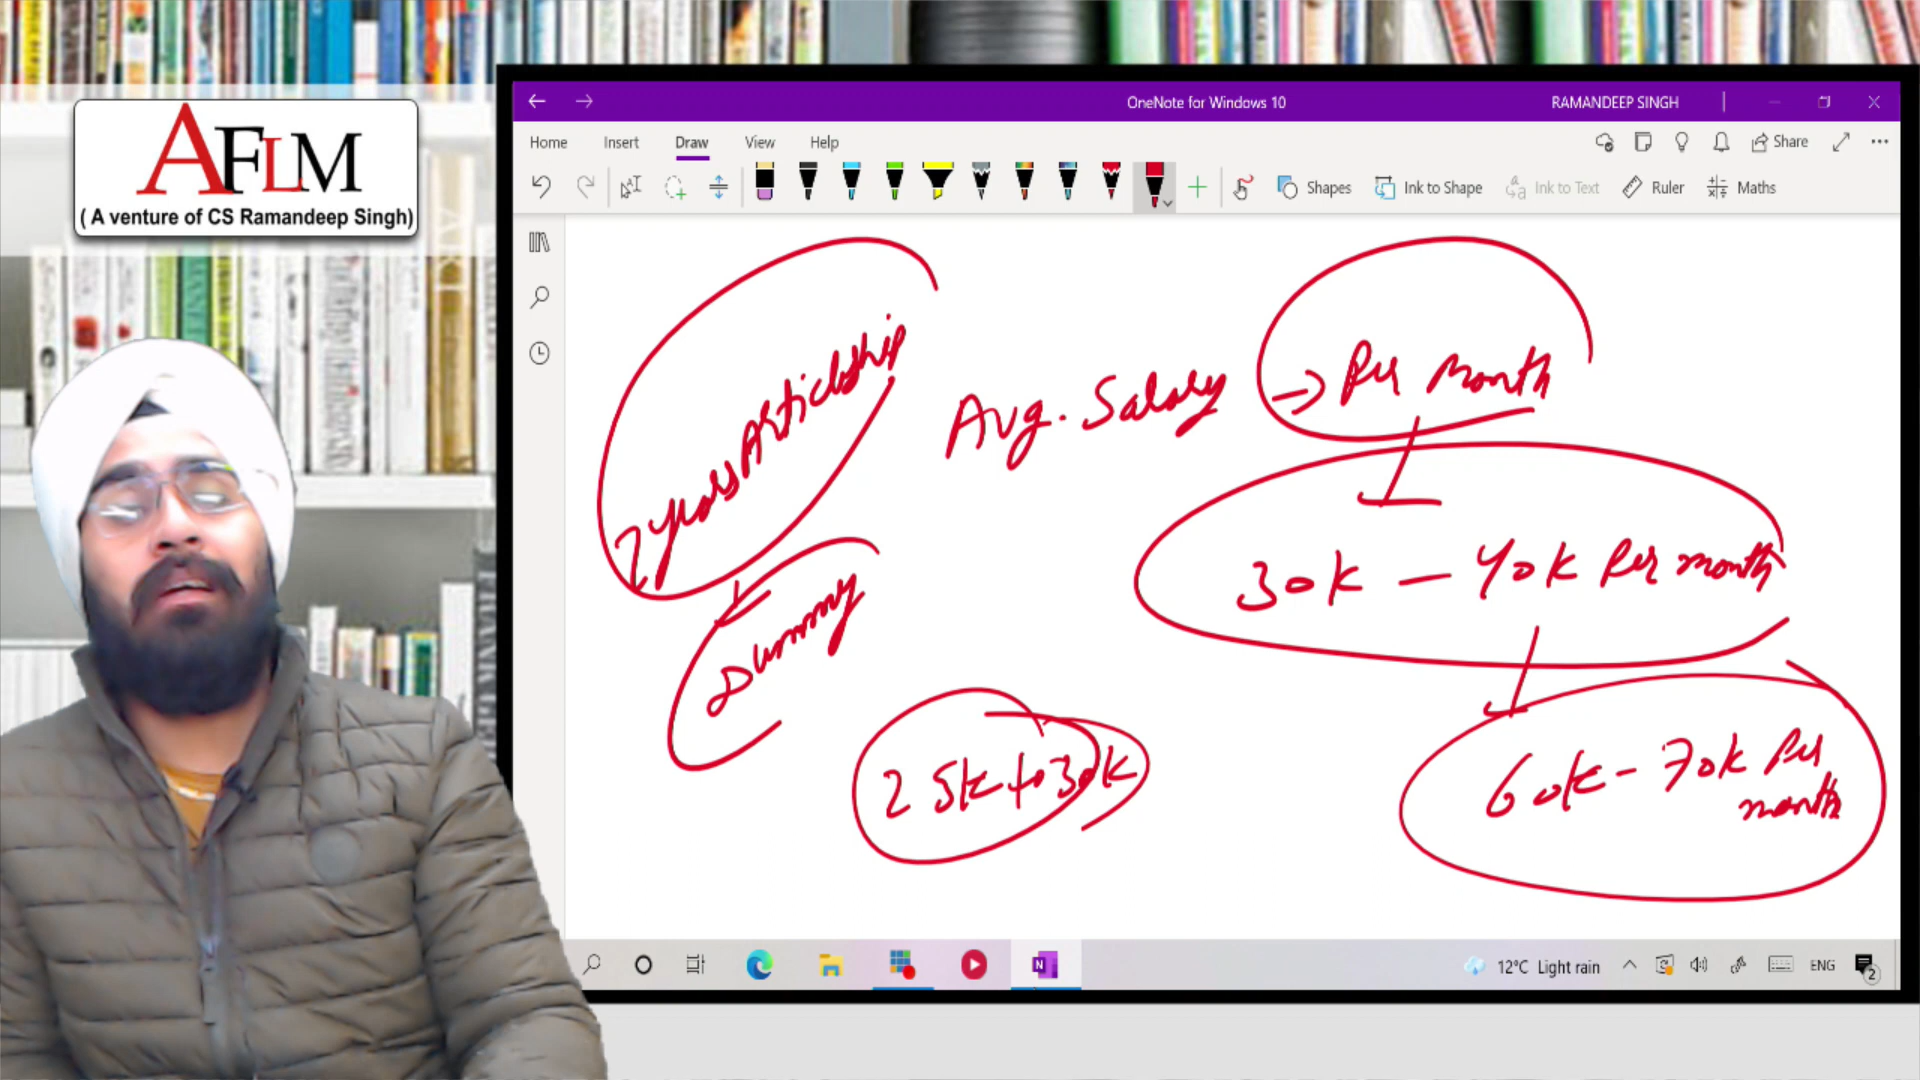 AFLM
( A venture of CS Ramandeep Singh)
OneNote for Windows 10
RAMANDEEP SINGH
Home Insert Draw View Help
Share
Shapes
Ink to Shape
Ink to Text
Ruler
Maths
2 years Articleship
Avg. Salary → Per month
30k — 40k Per month
Dummy
25k to 30k
60k - 70k Per
month
12°C Light rain
ENG
2